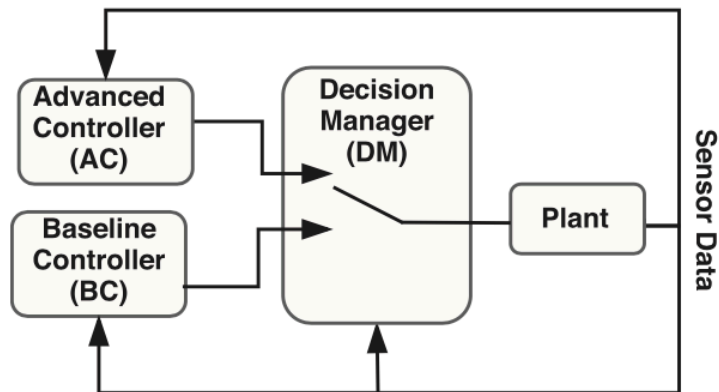 Advanced
Controller
(AC)
Decision
Manager
(DM)
Baseline
Controller
(BC)
Plant
Sensor Data